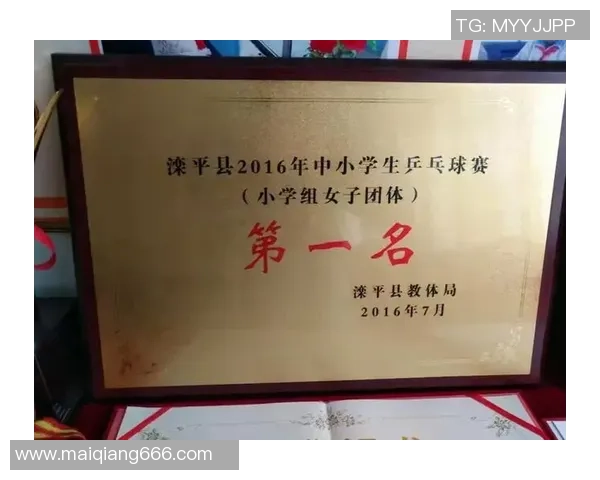 TG: MYYJJPP
滦平县2016年中小学生乒乓球赛
（小学组女子团体）
第一名
滦平县教体局
2016年7月
www.maiqiang666.com